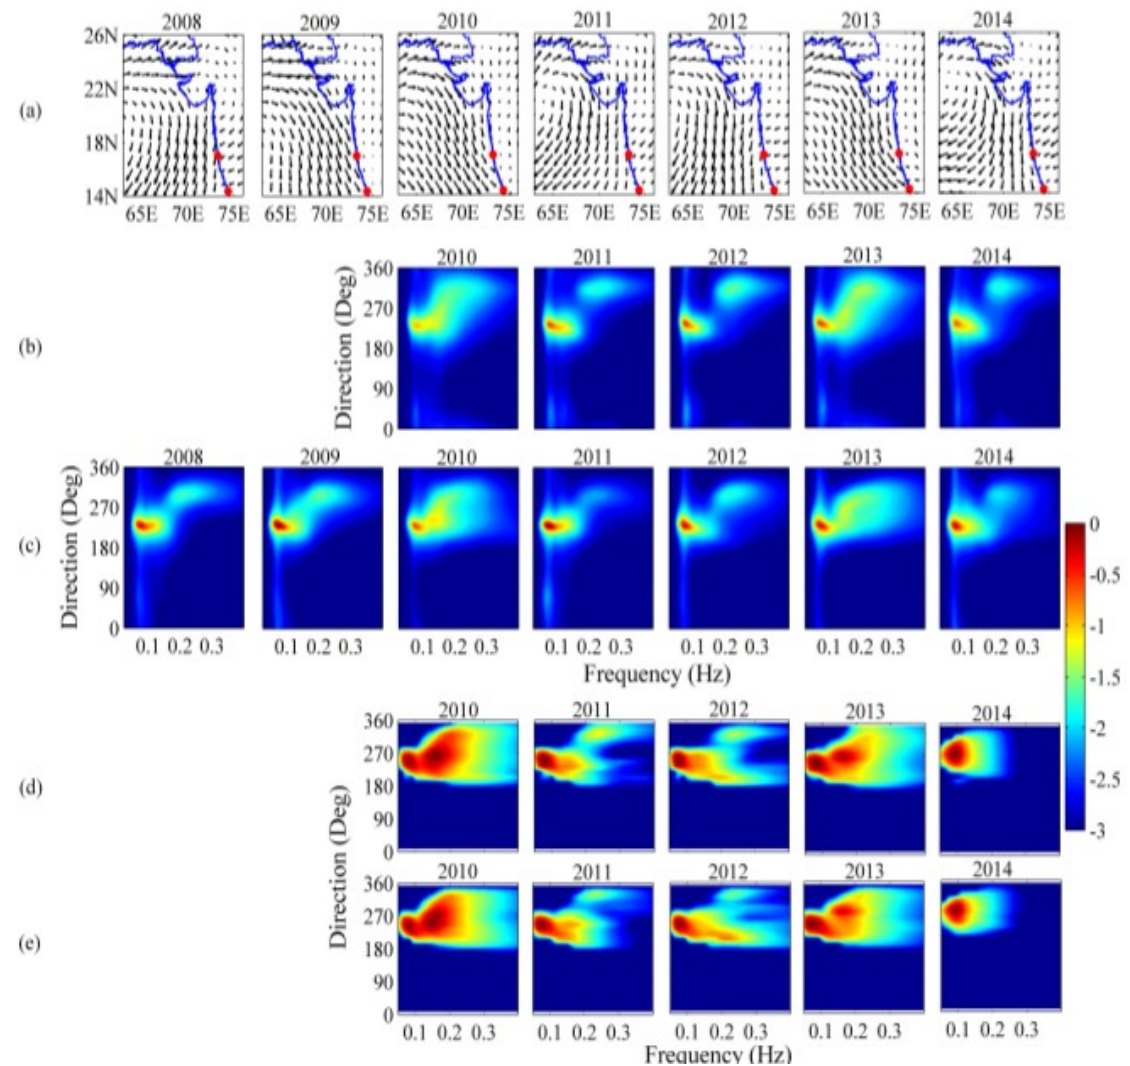 2008 2009 2010 2011 2012 2013 2014
(a)
26N
22N
18N
14N
65E 70E 75E 65E 70E 75E 65E 70E 75E 65E 70E 75E 65E 70E 75E 65E 70E 75E 65E 70E 75E
2010 2011 2012 2013 2014
(b)
Direction (Deg)
360
270
180
90
0
2008 2009 2010 2011 2012 2013 2014
(c)
Direction (Deg)
360
270
180
90
0
0.1 0.2 0.3 0.1 0.2 0.3 0.1 0.2 0.3 0.1 0.2 0.3 0.1 0.2 0.3 0.1 0.2 0.3 0.1 0.2 0.3
Frequency (Hz)
0
-0.5
-1
-1.5
-2
-2.5
-3
2010 2011 2012 2013 2014
(d)
Direction (Deg)
360
270
180
90
0
2010 2011 2012 2013 2014
(e)
360
270
180
90
0
0.1 0.2 0.3 0.1 0.2 0.3 0.1 0.2 0.3 0.1 0.2 0.3 0.1 0.2 0.3
Frequency (Hz)